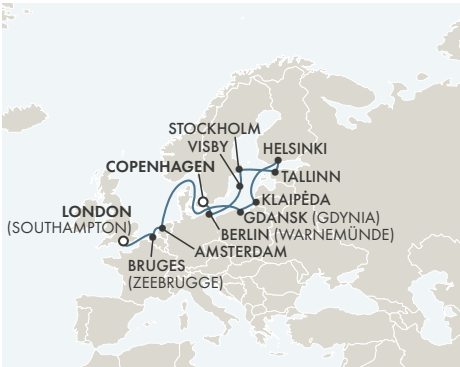 STOCKHOLM
VISBY
HELSINKI
COPENHAGEN
TALLINN
KLAIPĖDA
LONDON
(SOUTHAMPTON)
GDANSK (GDYNIA)
BERLIN (WARNEMÜNDE)
AMSTERDAM
BRUGES
(ZEEBRUGGE)